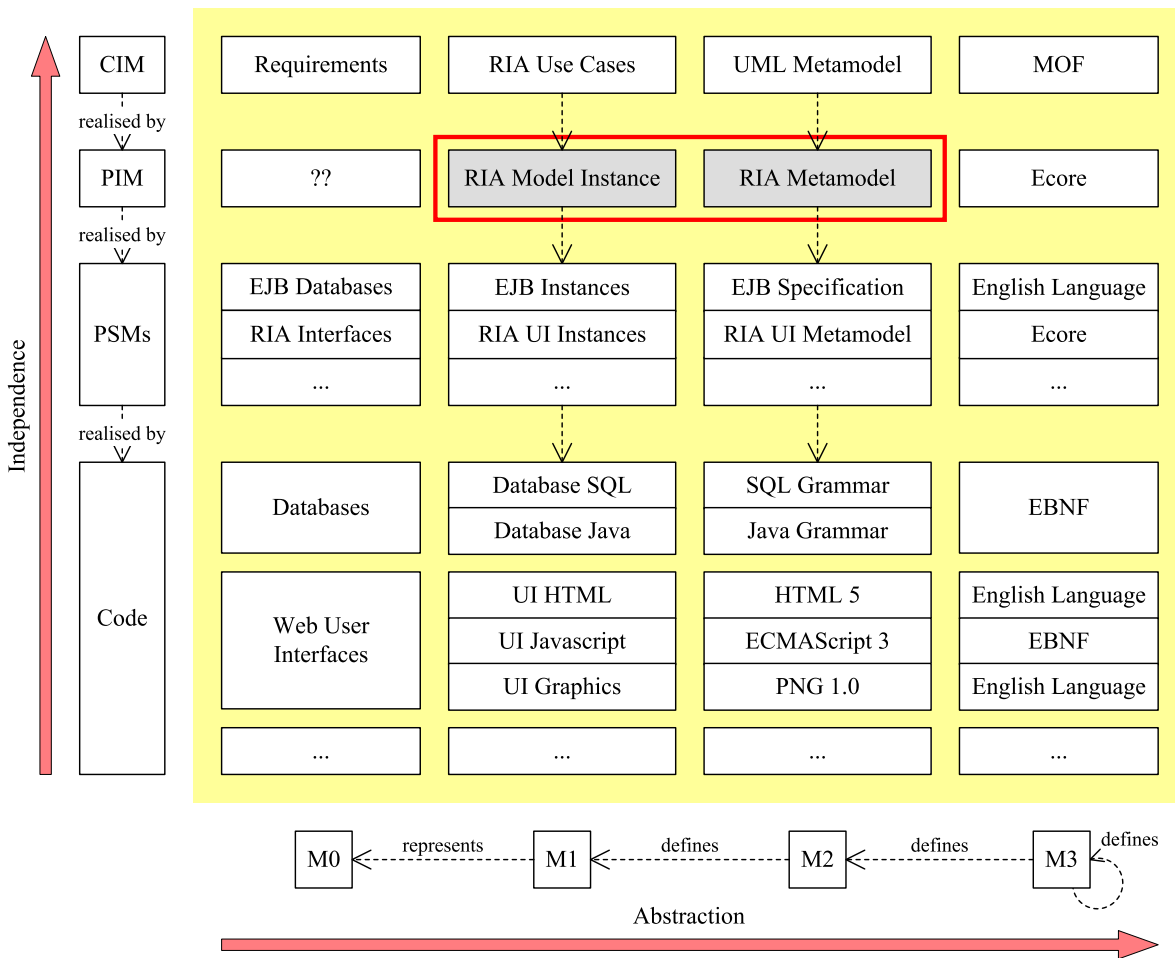 CIM
Requirements
RIA Use Cases
UML Metamodel
MOF
realised by
PIM
??
RIA Model Instance
RIA Metamodel
Ecore
realised by
PSMs
EJB Databases
EJB Instances
EJB Specification
English Language
RIA Interfaces
RIA UI Instances
RIA UI Metamodel
Ecore
...
...
...
...
realised by
Independence
Code
Databases
Database SQL
SQL Grammar
EBNF
Database Java
Java Grammar
Web User
Interfaces
UI HTML
HTML 5
English Language
UI Javascript
ECMAScript 3
EBNF
UI Graphics
PNG 1.0
English Language
...
...
...
...
M0
represents
M1
defines
M2
defines
M3
defines
Abstraction